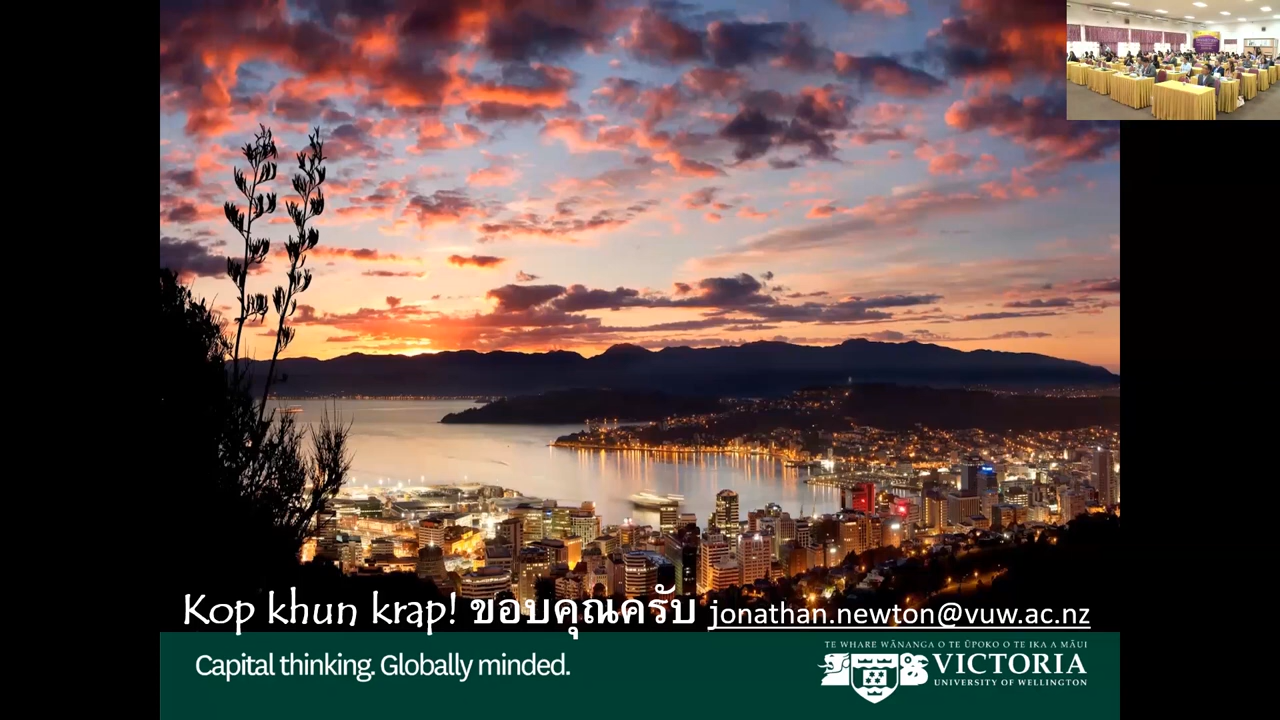 Kop khun krap! ขอบคุณครับ jonathan.newton@vuw.ac.nz
Capital thinking. Globally minded.
TE WHARE WĀNANGA O TE ŪPOKO O TE IKA A MĀUI
VICTORIA
UNIVERSITY OF WELLINGTON